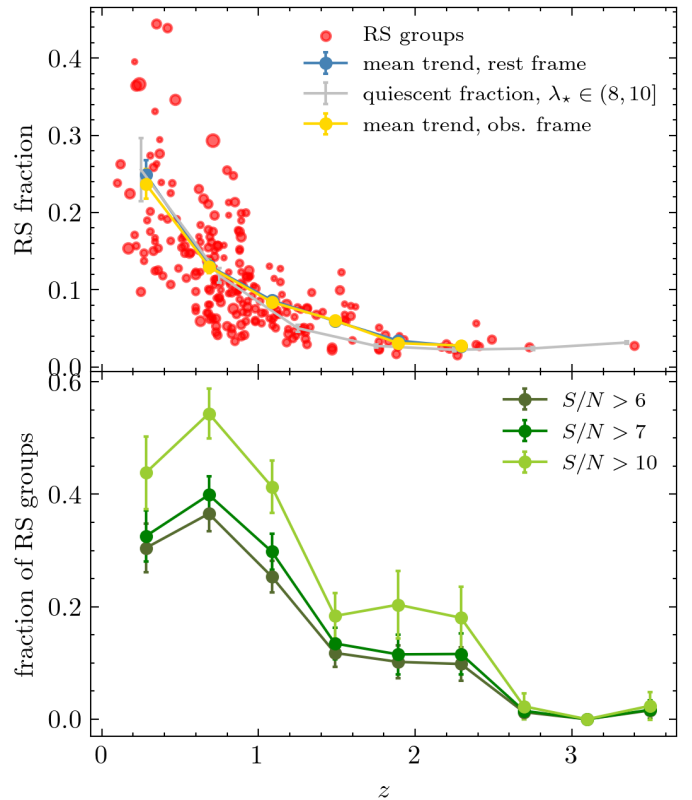 0.4
0.3
0.2
0.1
0.0
RS fraction
RS groups
mean trend, rest frame
quiescent fraction, λ⋆ ∈ (8, 10]
mean trend, obs. frame
0.6
0.4
0.2
0.0
fraction of RS groups
S/N > 6
S/N > 7
S/N > 10
0 1 2 3
z